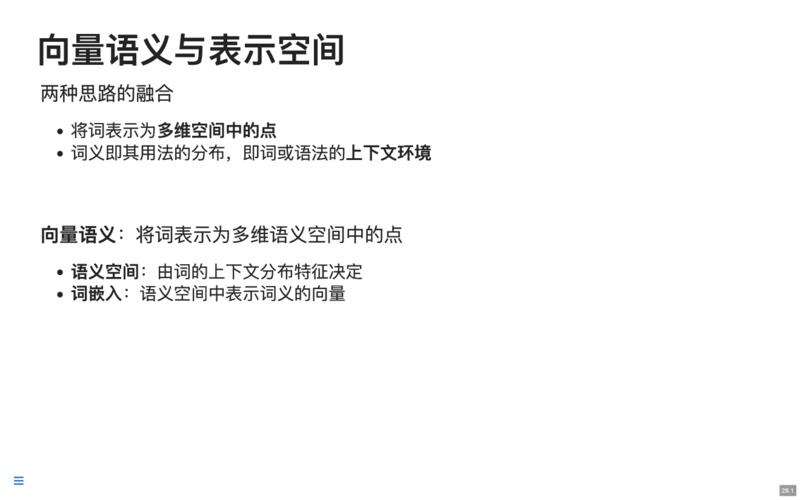 向量语义与表示空间
两种思路的融合
• 将词表示为多维空间中的点
• 词义即其用法的分布，即词或语法的上下文环境
向量语义：将词表示为多维语义空间中的点
• 语义空间：由词的上下文分布特征决定
• 词嵌入：语义空间中表示词义的向量
29.1